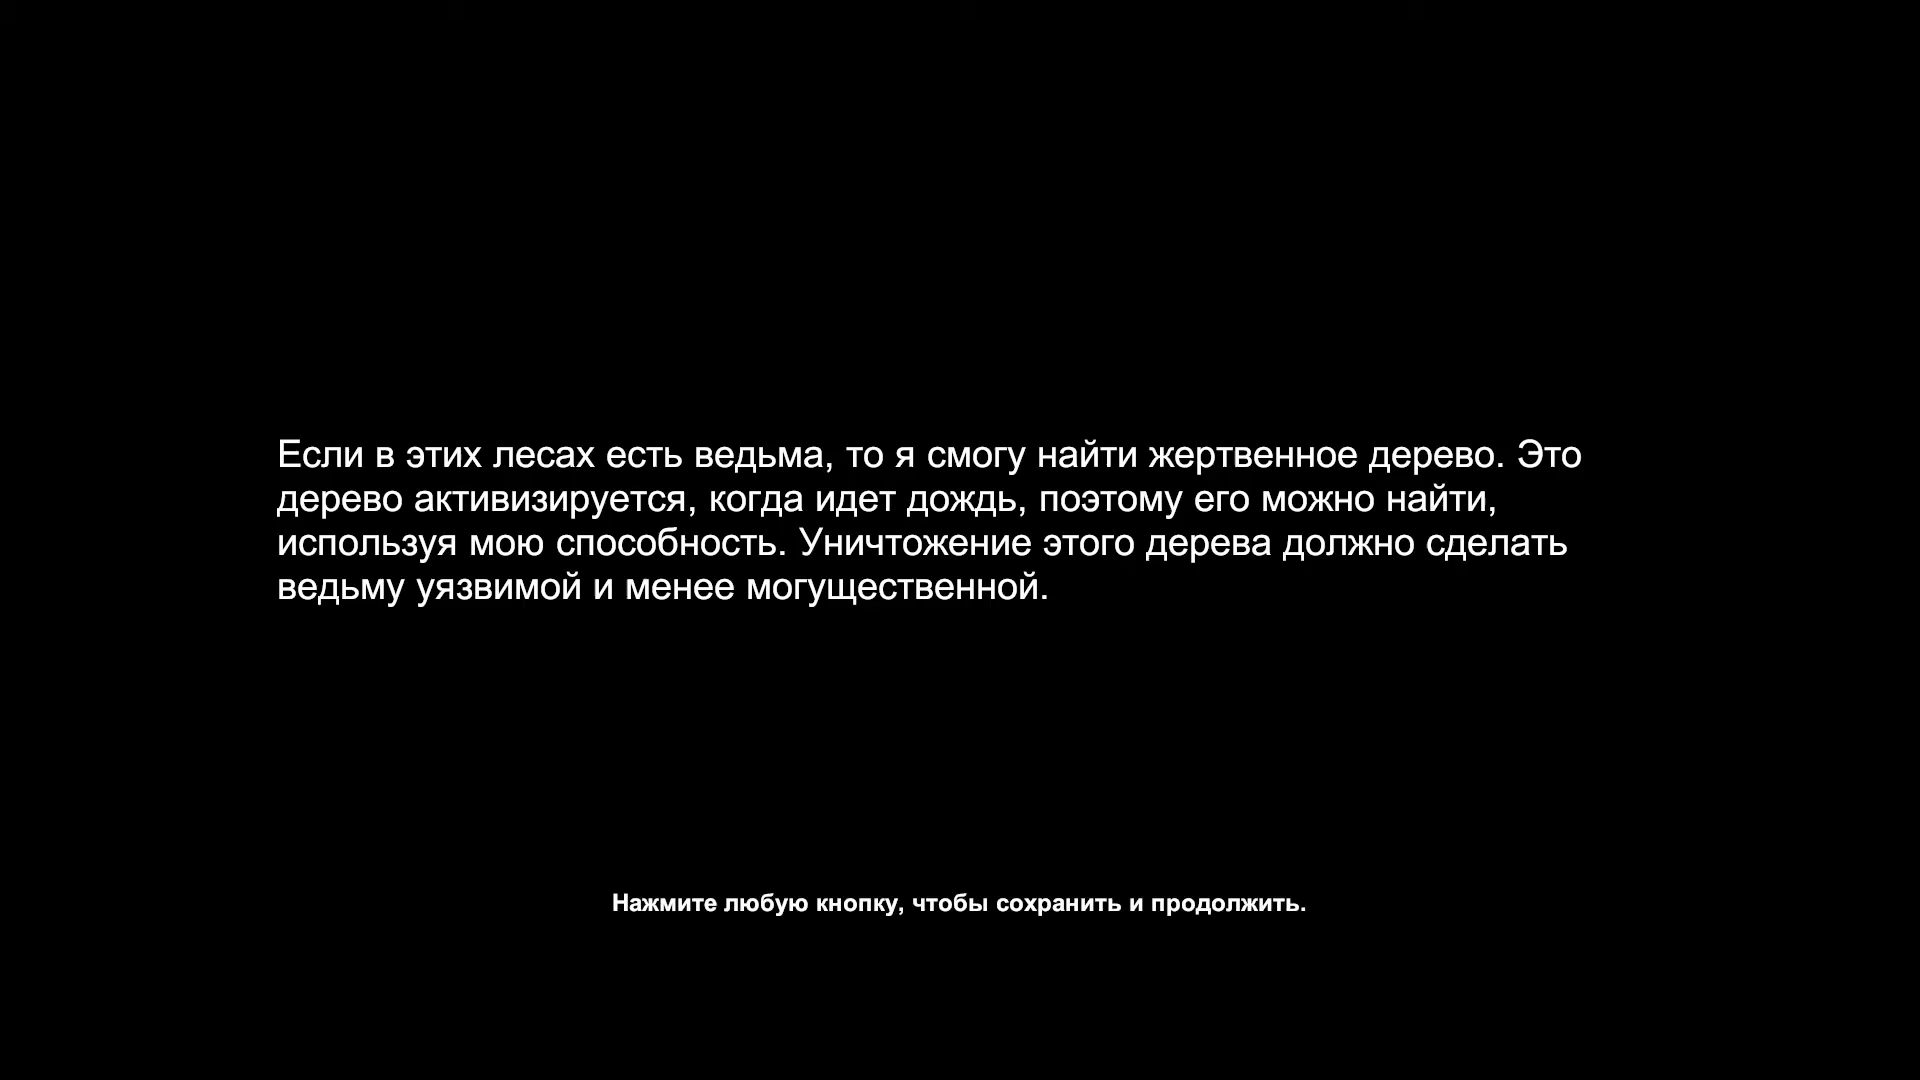 Если в этих лесах есть ведьма, то я смогу найти жертвенное дерево. Это
дерево активизируется, когда идет дождь, поэтому его можно найти,
используя мою способность. Уничтожение этого дерева должно сделать
ведьму уязвимой и менее могущественной.
Нажмите любую кнопку, чтобы сохранить и продолжить.